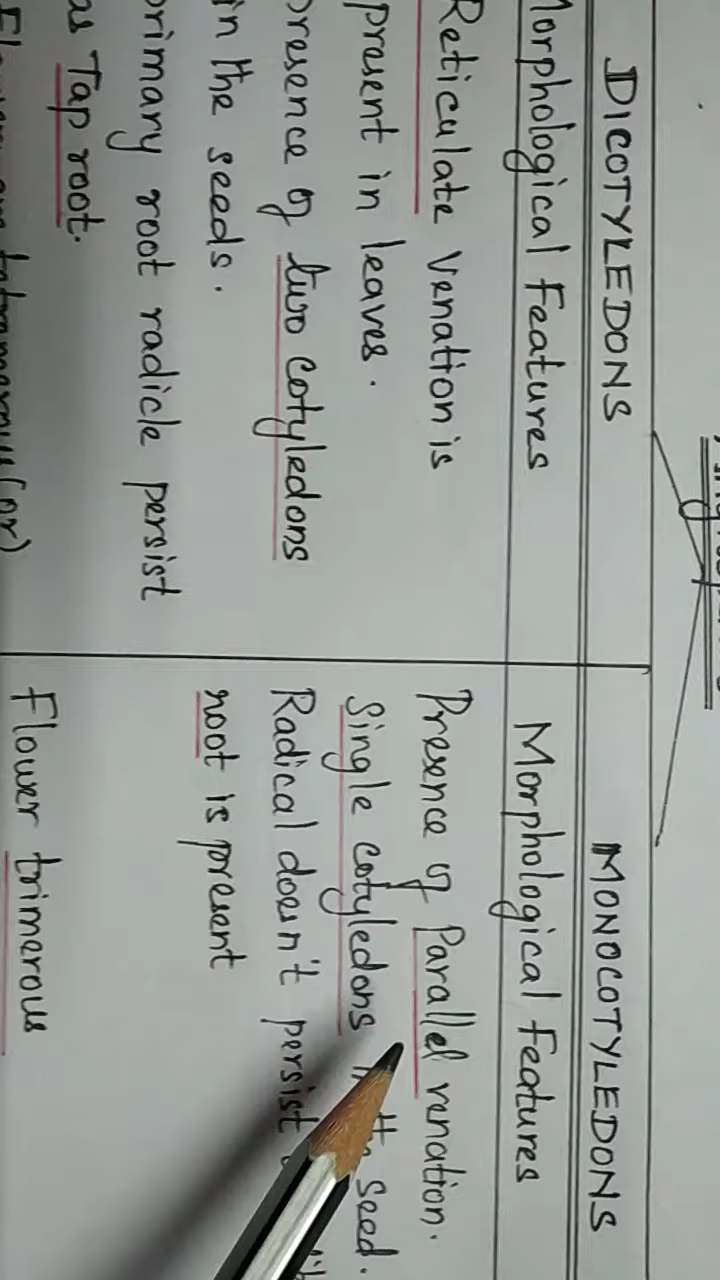 DICOTYLEDONS
Morphological Features
Reticulate venation is
present in leaves.
presence of two cotyledons
in the seeds.
primary root radicle persist
as Tap root.
MONOCOTYLEDONS
Morphological Features
Presence of Parallel venation.
Single cotyledons in the seed.
Radical doesn't persist
root is present
Flower trimerous